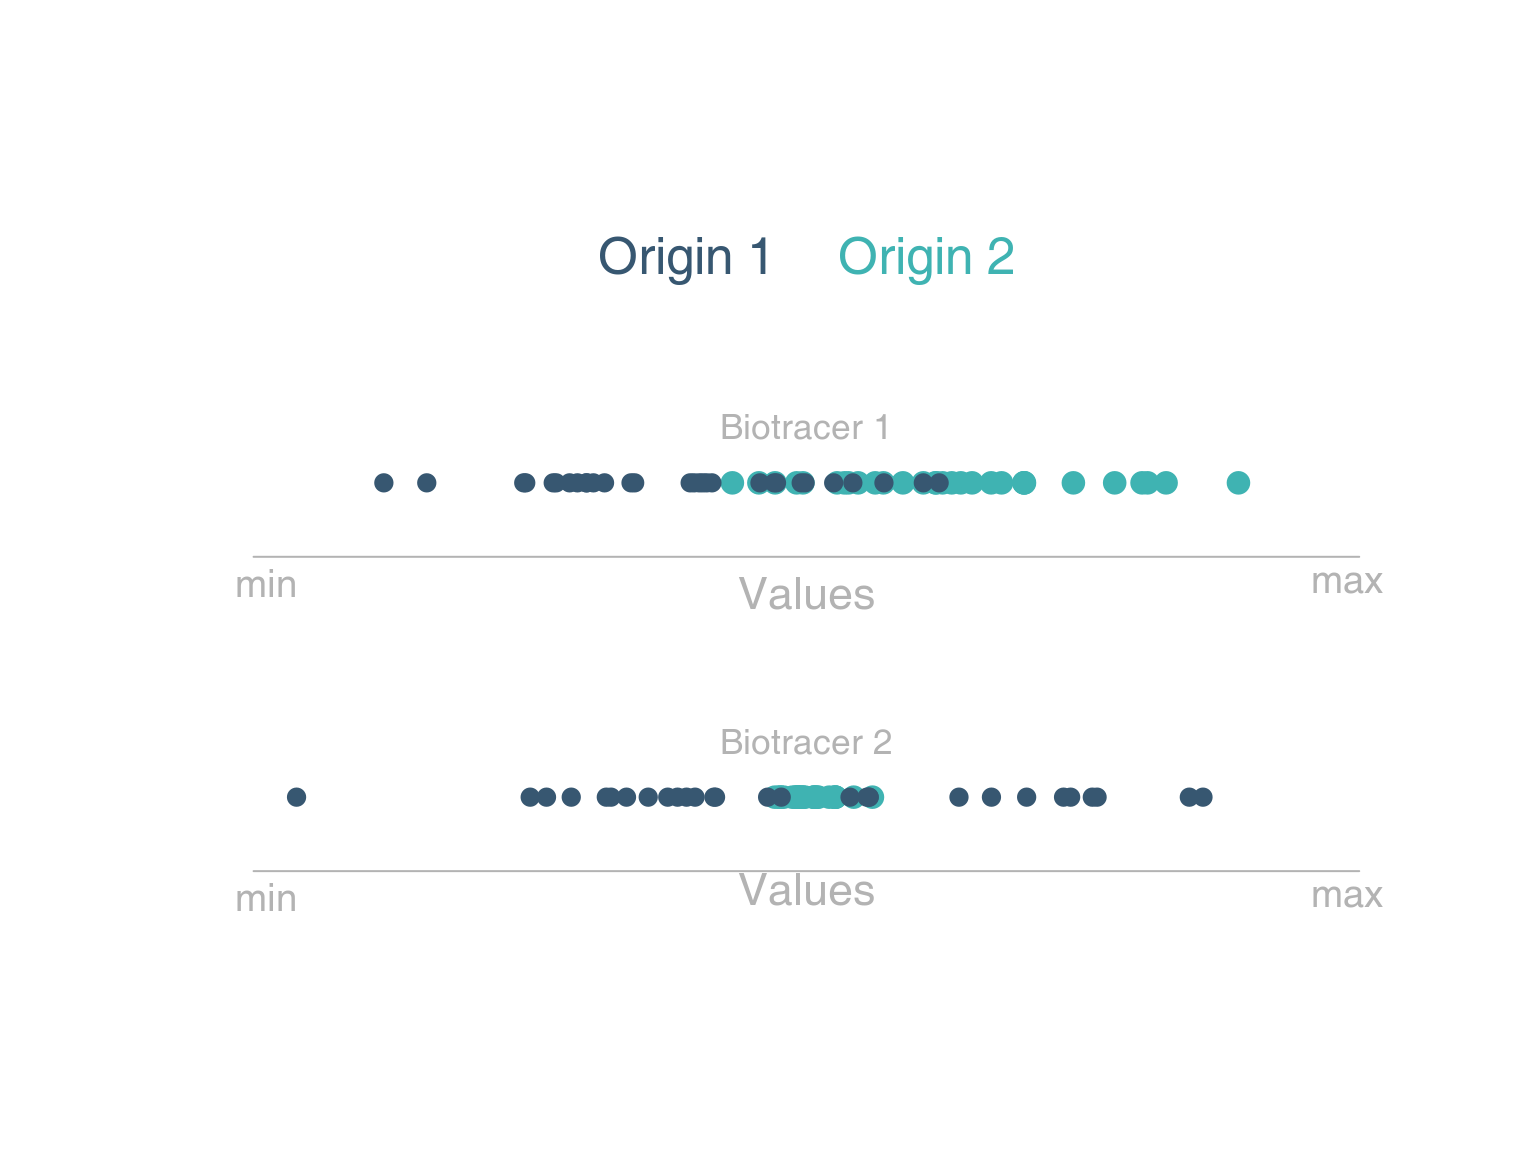 Origin 1 Origin 2
Biotracer 1
min Values max
Biotracer 2
min Values max